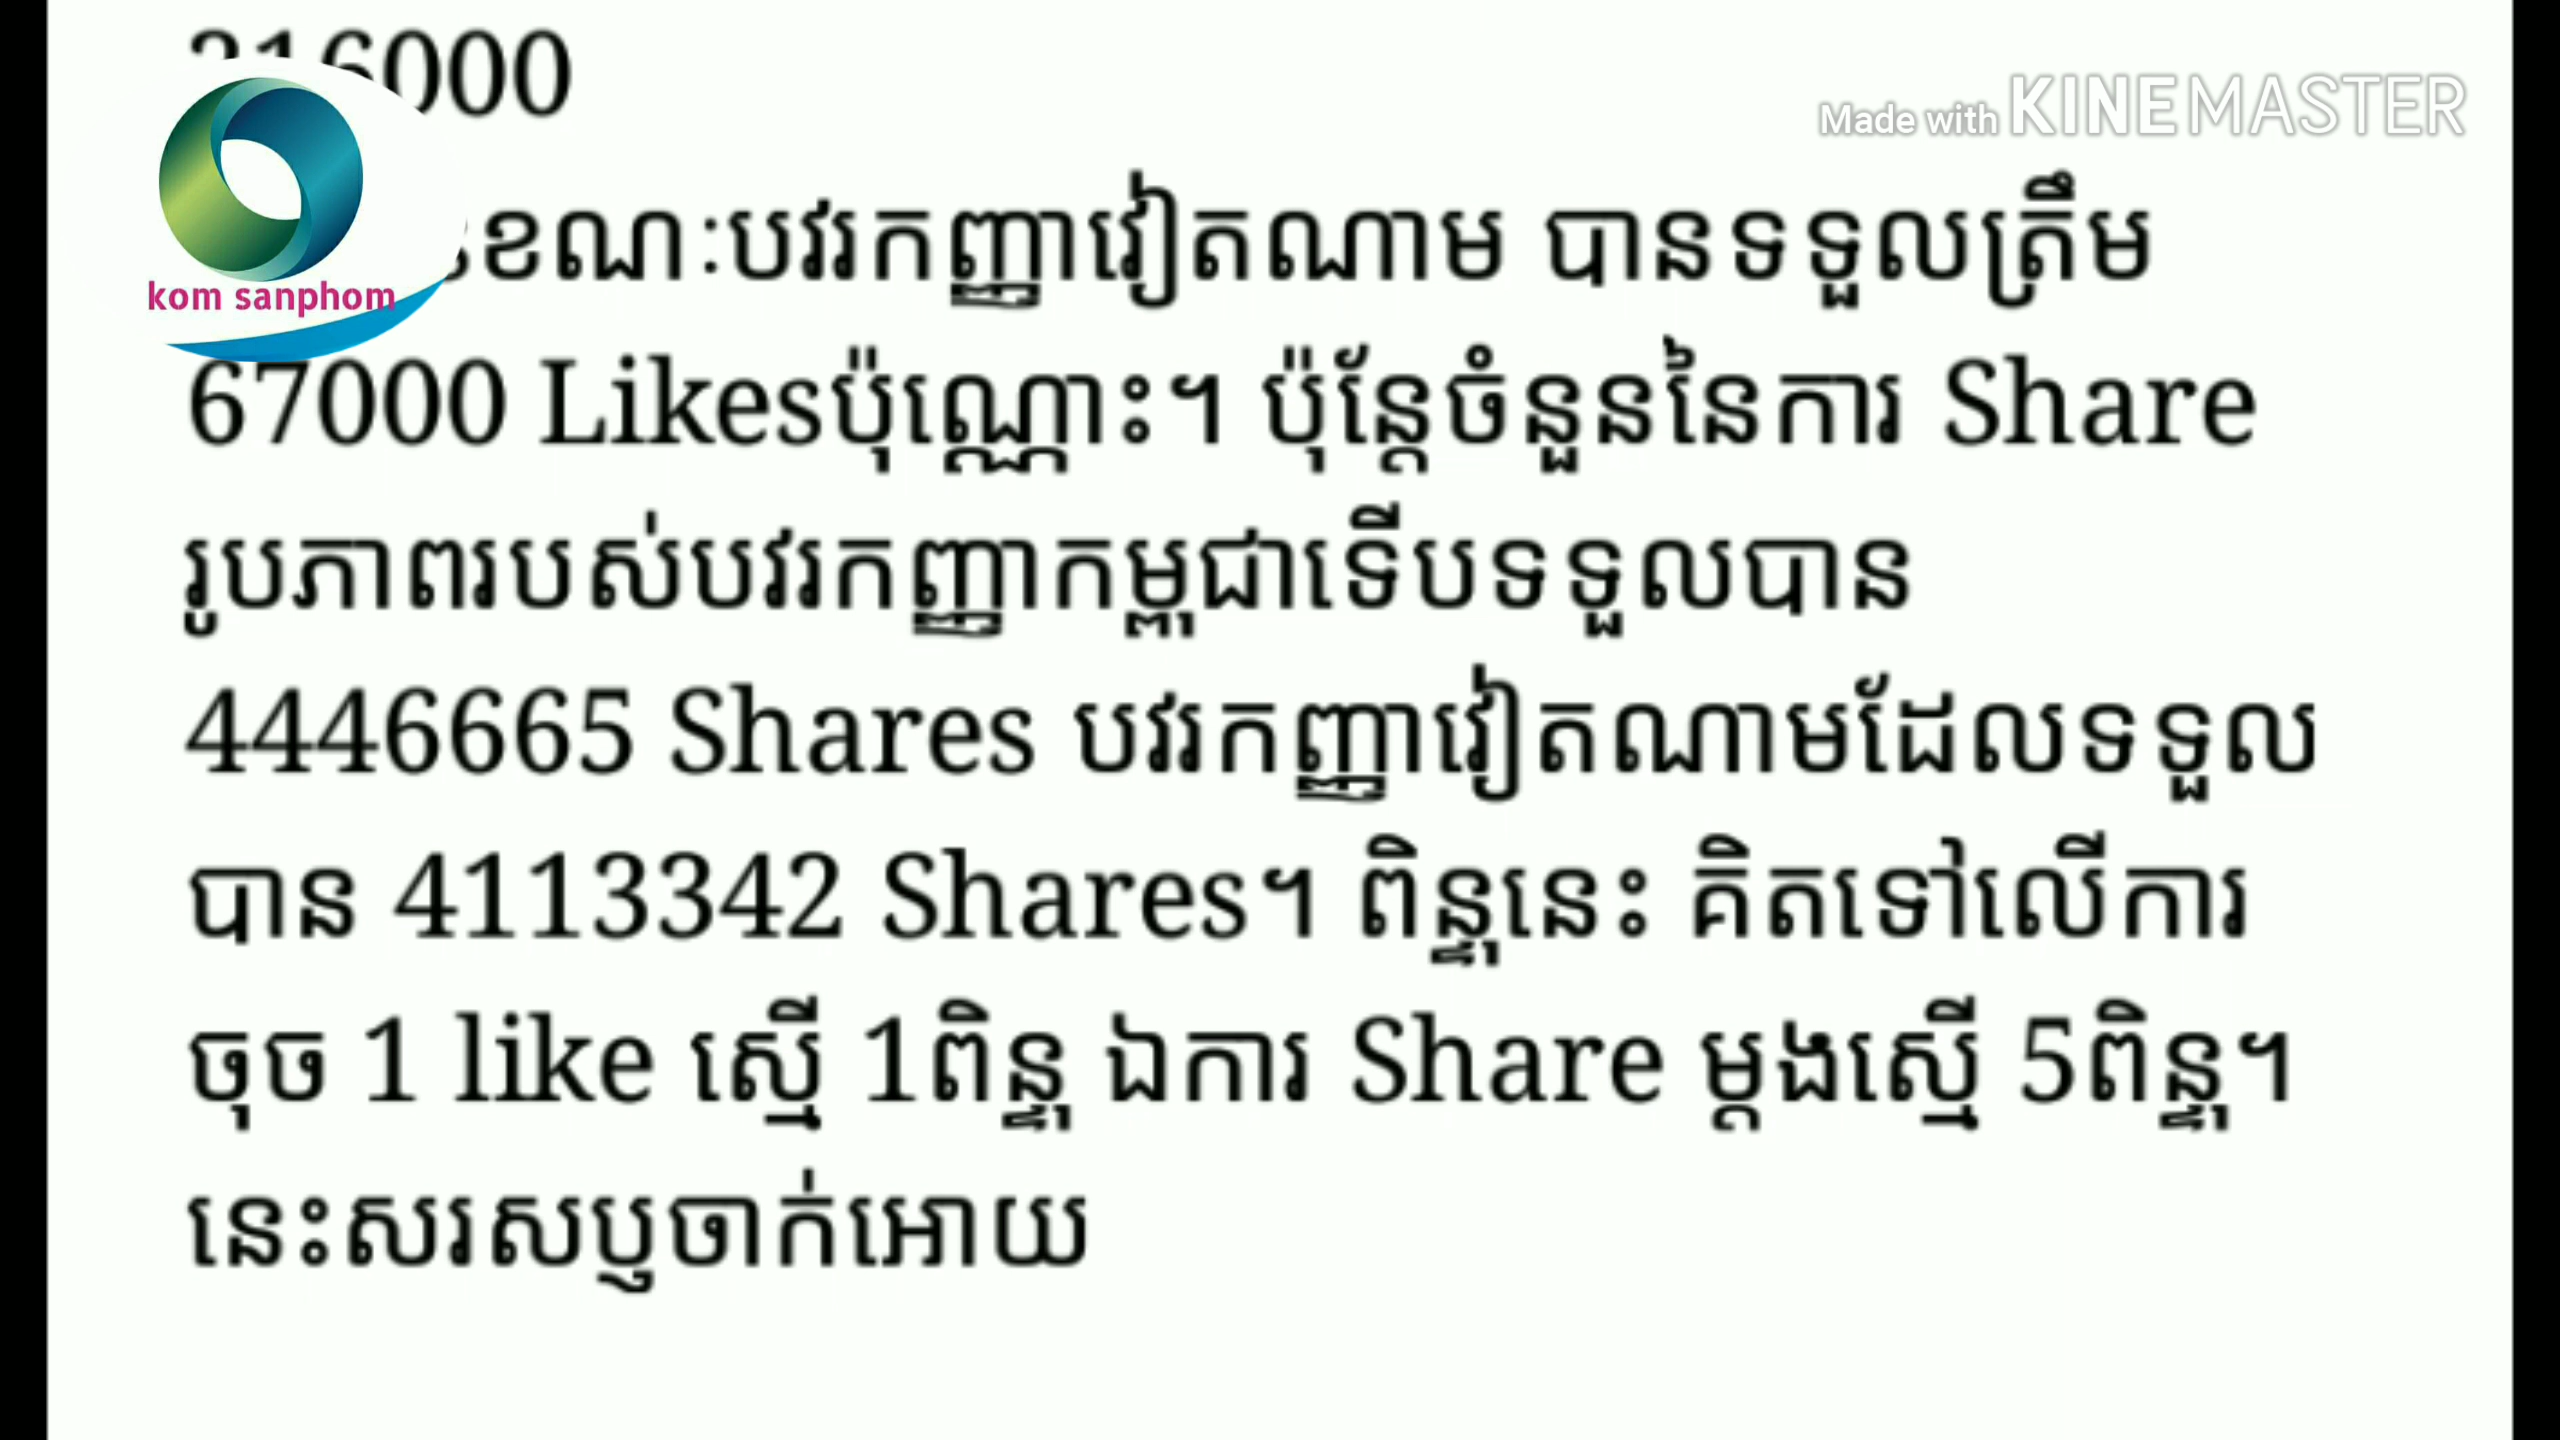 Made with KINEMASTER
kom sanphom
ខណៈបវរកញ្ញាវៀតណាម បានទទួលត្រឹម
67000 Likesប៉ុណ្ណោះ។ ប៉ុន្តែចំនួននៃការ Share
រូបភាពរបស់បវរកញ្ញាកម្ពុជាទើបទទួលបាន
4446665 Shares បវរកញ្ញាវៀតណាមដែលទទួល
បាន 4113342 Shares។ ពិន្ទុនេះ គិតទៅលើការ
ចុច 1 like ស្មើ 1ពិន្ទុ ឯការ Share ម្តងស្មើ 5ពិន្ទុ។
នេះសរសប្ញចាក់អោយ